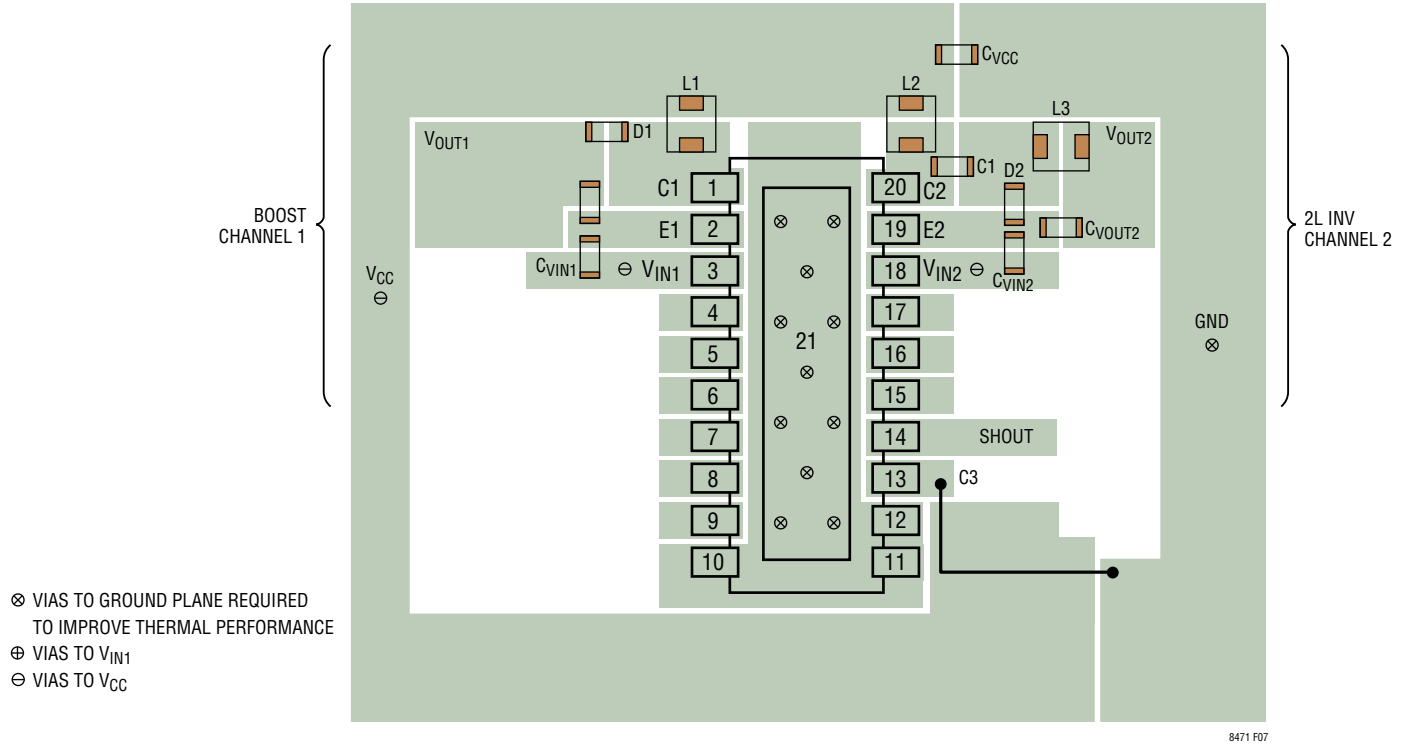 CVCC
L1
L2
L3
VOUT1
D1
VOUT2
C1
D2
C1
1
20
C2
BOOST
CHANNEL 1
E1
2
19
E2
CVOUT2
2L INV
CHANNEL 2
VCC
CVIN1
VIN1
3
18
VIN2
CVIN2
4
17
GND
21
5
16
6
15
7
14
SHOUT
8
13
C3
9
12
10
11
⊗ VIAS TO GROUND PLANE REQUIRED
TO IMPROVE THERMAL PERFORMANCE
⊕ VIAS TO VIN1
⊖ VIAS TO VCC
8471 F07